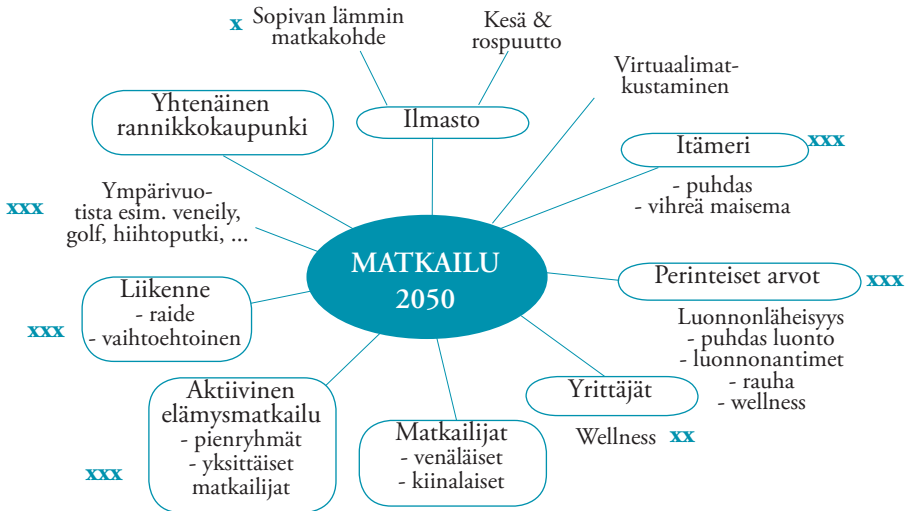 x Sopivan lämmin
matkakohde
Kesä &
rospuutto
Virtuaalimat-
kustaminen
Yhtenäinen
rannikkokaupunki
Ilmasto
Itämeri xxx
- puhdas
- vihreä maisema
xxx Ympärivuo-
tista esim. veneily,
golf, hiihtoputki, ...
MATKAILU
2050
Perinteiset arvot xxx
Luonnonläheisyys
- puhdas luonto
- luonnonantimet
- rauha
- wellness
Liikenne
- raide
xxx - vaihtoehtoinen
Aktiivinen
elämysmatkailu
- pienryhmät
- yksittäiset
xxx matkailijat
Matkailijat
- venäläiset
- kiinalaiset
Yrittäjät
Wellness xx